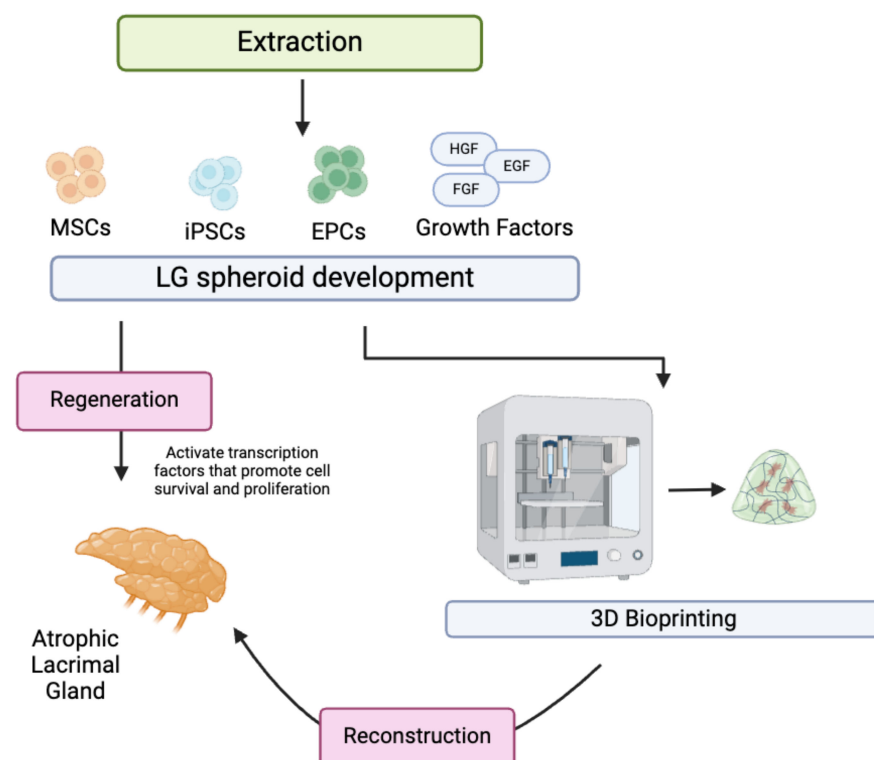 Extraction
HGF
EGF
FGF
MSCs
iPSCs
EPCs
Growth Factors
LG spheroid development
Regeneration
Activate transcription
factors that promote cell
survival and proliferation
3D Bioprinting
Atrophic
Lacrimal
Gland
Reconstruction